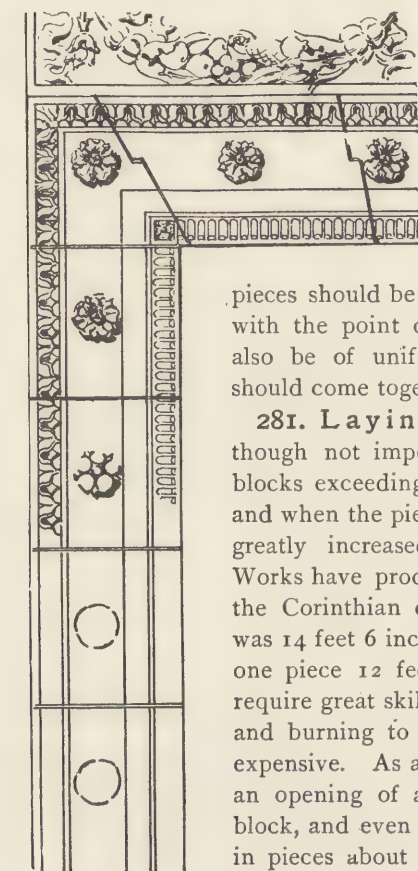 pieces should be
with the point
also be of unif
should come toge
281. Layin
though not impo
blocks exceeding
and when the pie
greatly increased
Works have prod
the Corinthian
was 14 feet 6 inc
one piece 12 fee
require great skil
and burning to
expensive. As a
an opening of a
block, and even
in pieces about